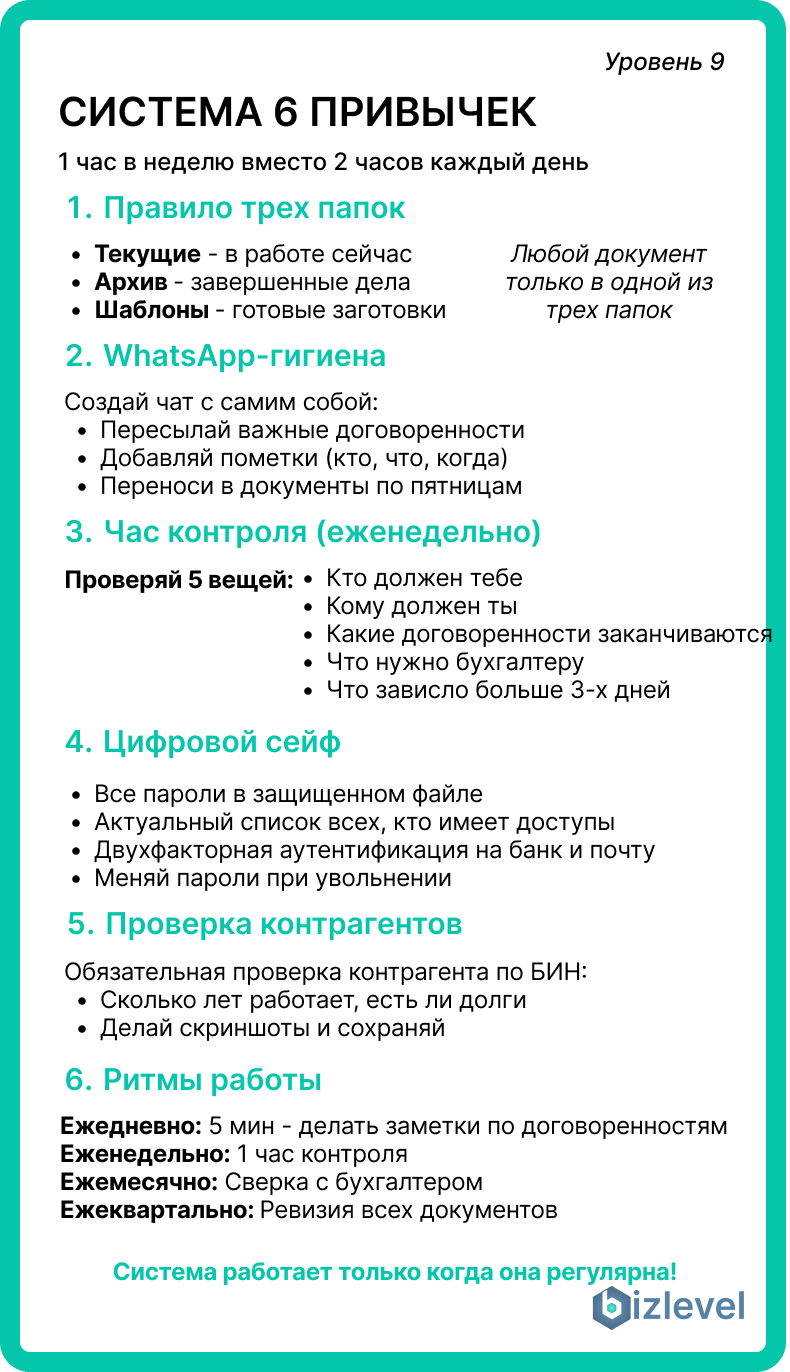 Уровень 9
СИСТЕМА 6 ПРИВЫЧЕК
1 час в неделю вместо 2 часов каждый день
1. Правило трех папок
• Текущие - в работе сейчас
• Архив - завершенные дела
• Шаблоны - готовые заготовки
Любой документ
только в одной из
трех папок
2. WhatsApp-гигиена
Создай чат с самим собой:
• Пересылай важные договоренности
• Добавляй пометки (кто, что, когда)
• Переноси в документы по пятницам
3. Час контроля (еженедельно)
Проверяй 5 вещей:
• Кто должен тебе
• Кому должен ты
• Какие договоренности заканчиваются
• Что нужно бухгалтеру
• Что зависло больше 3-х дней
4. Цифровой сейф
• Все пароли в защищенном файле
• Актуальный список всех, кто имеет доступы
• Двухфакторная аутентификация на банк и почту
• Меняй пароли при увольнении
5. Проверка контрагентов
Обязательная проверка контрагента по БИН:
• Сколько лет работает, есть ли долги
• Делай скриншоты и сохраняй
6. Ритмы работы
Ежедневно: 5 мин - делать заметки по договоренностям
Еженедельно: 1 час контроля
Ежемесячно: Сверка с бухгалтером
Ежеквартально: Ревизия всех документов
Система работает только когда она регулярна!
bizlevel